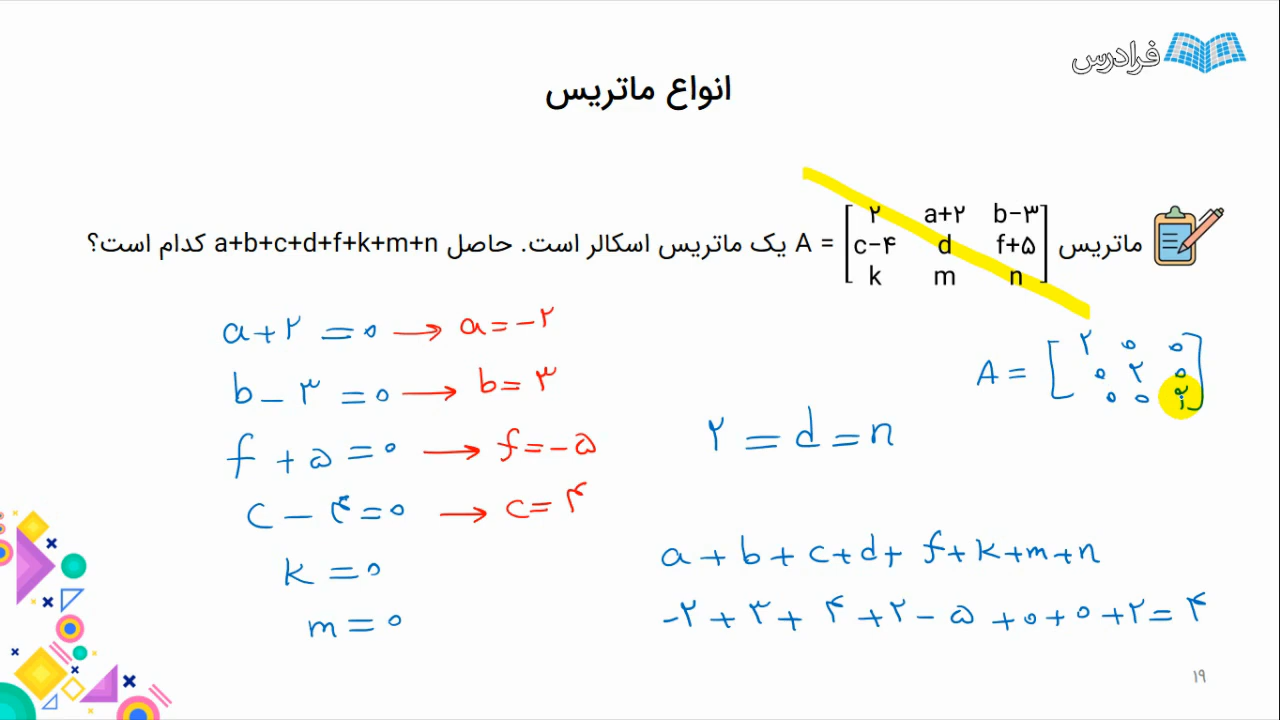 فرادرس
انواع ماتریس
ماتریس A = [۲ a+۲ b-۳
c-۴ d f+۵
k m n] یک ماتریس اسکالر است. حاصل a+b+c+d+f+k+m+n کدام است؟
a+۲ =۰ → a=-۲
b-۳ =۰ → b=۳
f+۵=۰ → f=-۵
c-۴=۰ → c=۴
k=۰
m=۰
A = [۲ ۰ ۰
۰ ۲ ۰
۰ ۰ ۲]
۲ = d = n
a+b+c+d+f+k+m+n
-۲+۳+۴+۲-۵+۰+۰+۲=۴
۱۹